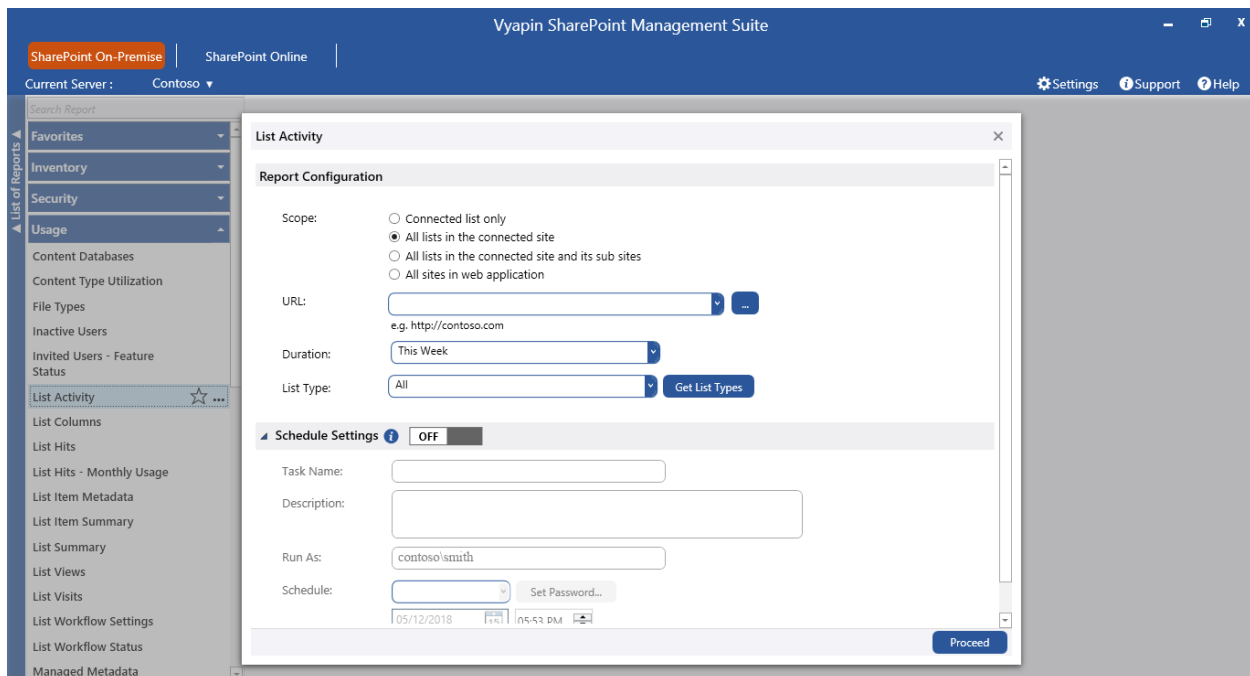 Vyapin SharePoint Management Suite
X
SharePoint On-Premise SharePoint Online
Current Server : Contoso
Settings Support Help
Search Report
List of Reports
Favorites
Inventory
Security
Usage
Content Databases
Content Type Utilization
File Types
Inactive Users
Invited Users - Feature
Status
List Activity ...
List Columns
List Hits
List Hits - Monthly Usage
List Item Metadata
List Item Summary
List Summary
List Views
List Visits
List Workflow Settings
List Workflow Status
Managed Metadata
List Activity
Report Configuration
Scope: Connected list only
All lists in the connected site
All lists in the connected site and its sub sites
All sites in web application
URL: ...
e.g. http://contoso.com
Duration: This Week
List Type: All Get List Types
Schedule Settings OFF
Task Name:
Description:
Run As: contoso\smith
Schedule: Set Password...
05/12/2018 15 05:53 PM
Proceed